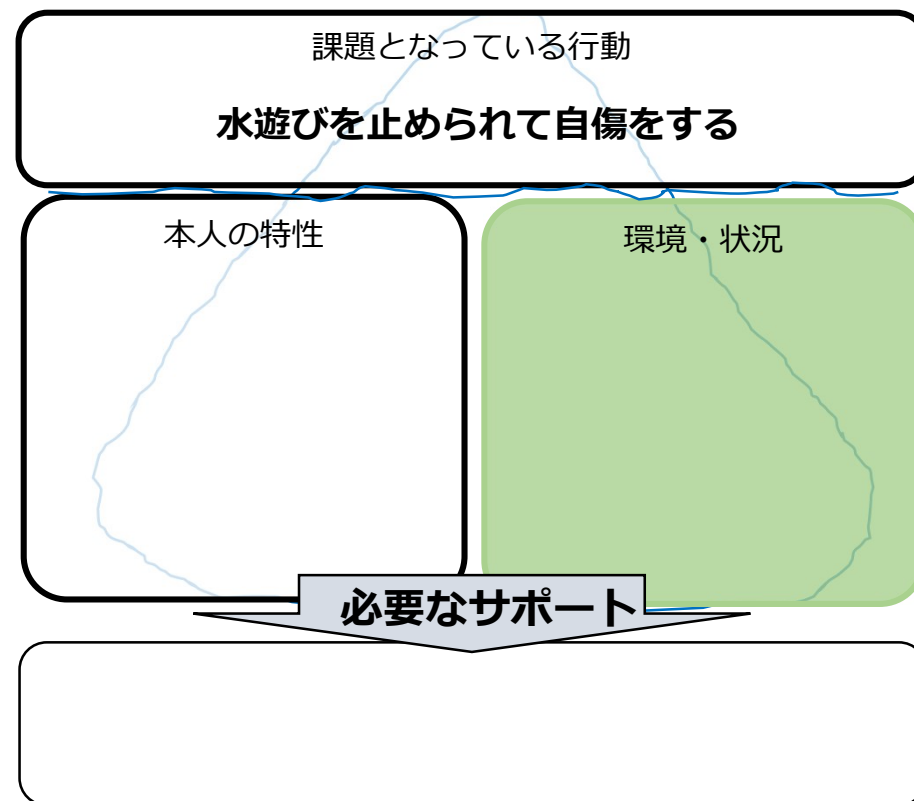 課題となっている行動
水遊びを止められて自傷をする
本人の特性
環境・状況
必要なサポート